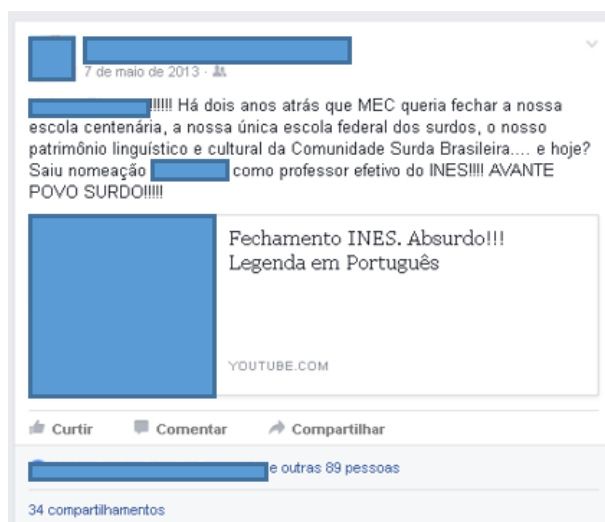 7 de maio de 2013 ·
!!!!!! Há dois anos atrás que MEC queria fechar a nossa
escola centenária, a nossa única escola federal dos surdos, o nosso
patrimônio linguístico e cultural da Comunidade Surda Brasileira.... e hoje?
Saiu nomeação como professor efetivo do INES!!!! AVANTE
POVO SURDO!!!!!
Fechamento INES. Absurdo!!!
Legenda em Português
YOUTUBE.COM
Curtir Comentar Compartilhar
e outras 89 pessoas
34 compartilhamentos